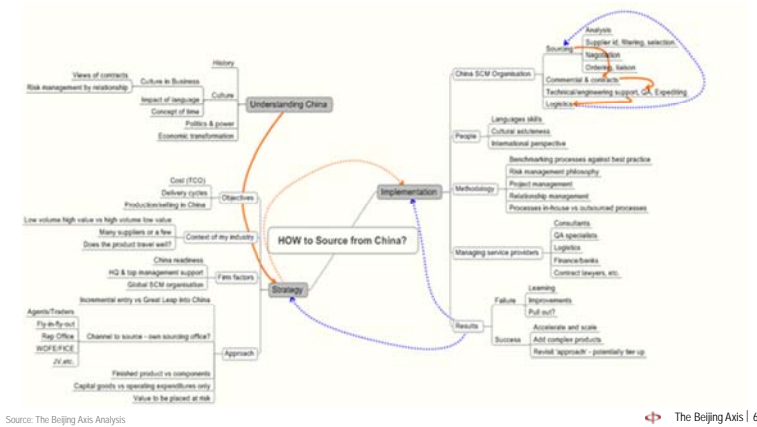 History
Views of contracts
Risk management by relationship
Culture in Business
Impact of language
Concept of time
Culture
Politics & power
Economic transformation
Understanding China
Cost (TCO)
Delivery cycles
Production/selling in China
Objectives
Low volume high value vs high volume low value
Many suppliers or a few
Does the product travel well?
Context of my industry
China readiness
HQ & top management support
Global SCM organisation
Firm factors
Strategy
Incremental entry vs Great Leap into China
Agents/Traders
Fly-in-fly-out
Rep Office
WOFE/FICE
JV, etc.
Channel to source - own sourcing office?
Approach
Finished product vs components
Capital goods vs operating expenditures only
Value to be placed at risk
HOW to Source from China?
Implementation
China SCM Organisation
Sourcing
Analysis
Supplier id, filtering, selection.
Negotiation
Ordering, liaison
Commercial & contracts
Technical/engineering support, QA, Expediting
Logistics
People
Languages skills
Cultural astuteness
International perspective
Methodology
Benchmarking processes against best practice
Risk management philosophy
Project management
Relationship management
Processes in-house vs outsourced processes
Managing service providers
Consultants
QA specialists
Logistics
Finance/banks
Contract lawyers, etc.
Results
Failure
Learning
Improvements
Pull out?
Success
Accelerate and scale
Add complex products
Revisit 'approach' - potentially tier up
Source: The Beijing Axis Analysis
The Beijing Axis | 6